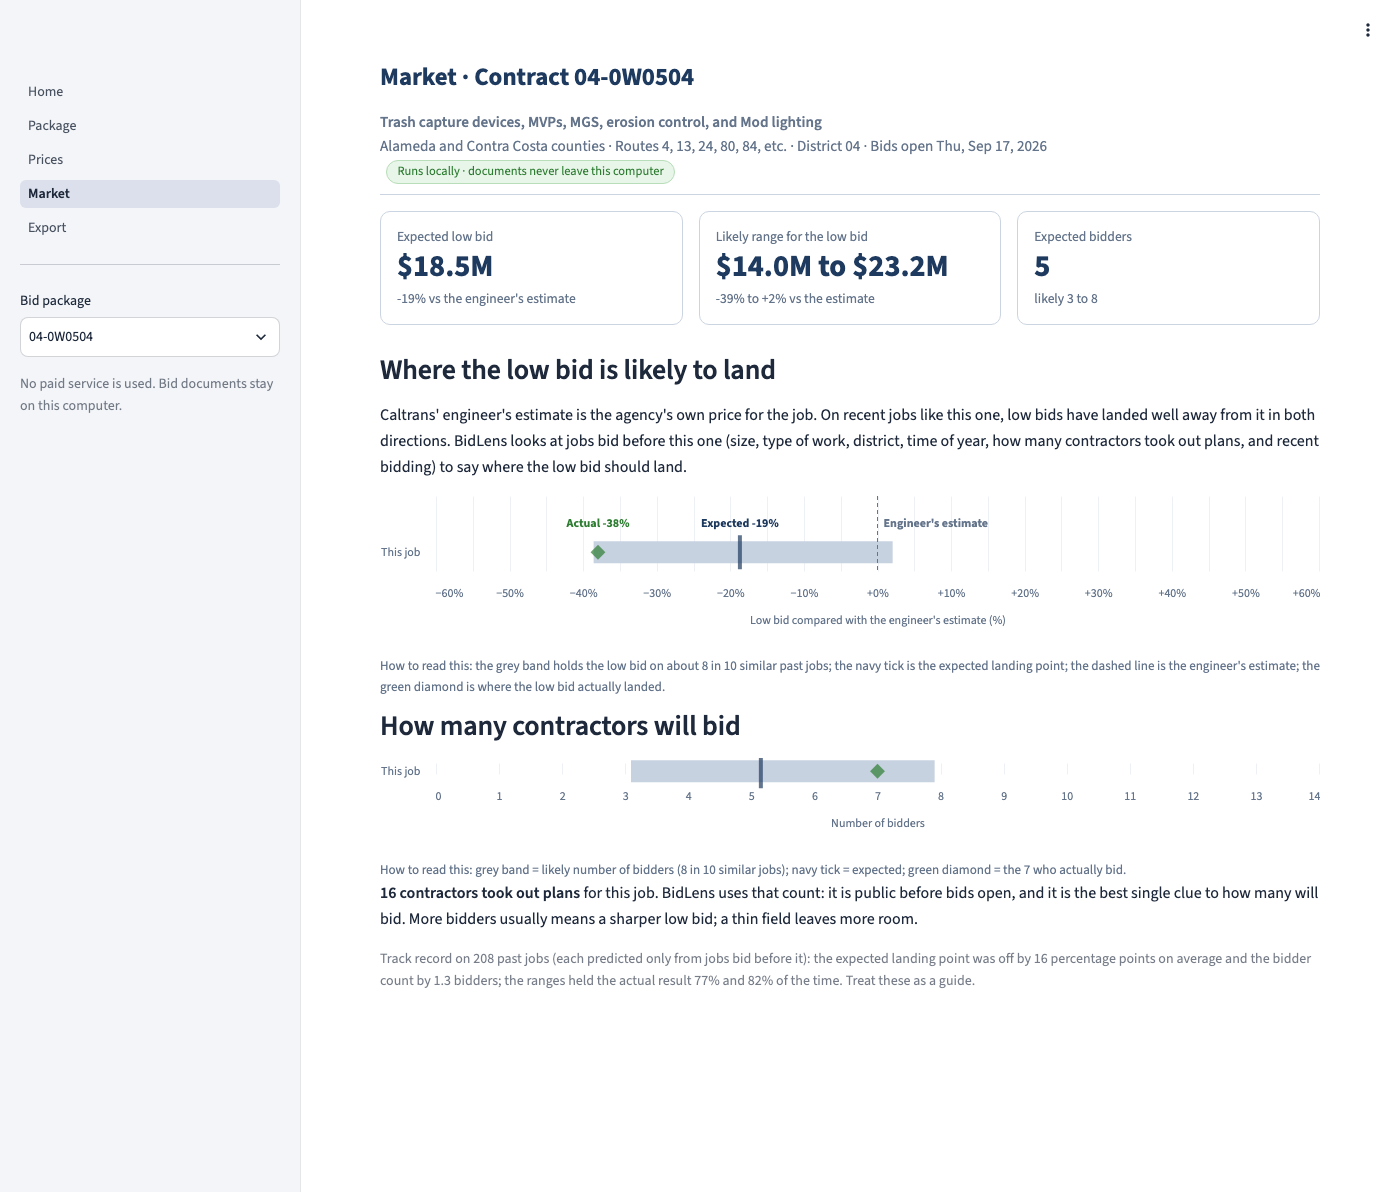 Home
Package
Prices
Market
Export
Bid package
04-0W0504
No paid service is used. Bid documents stay
on this computer.
Market · Contract 04-0W0504
Trash capture devices, MVPs, MGS, erosion control, and Mod lighting
Alameda and Contra Costa counties · Routes 4, 13, 24, 80, 84, etc. · District 04 · Bids open Thu, Sep 17, 2026
Runs locally · documents never leave this computer
Expected low bid
$18.5M
-19% vs the engineer's estimate
Likely range for the low bid
$14.0M to $23.2M
-39% to +2% vs the estimate
Expected bidders
5
likely 3 to 8
Where the low bid is likely to land
Caltrans' engineer's estimate is the agency's own price for the job. On recent jobs like this one, low bids have landed well away from it in both
directions. BidLens looks at jobs bid before this one (size, type of work, district, time of year, how many contractors took out plans, and recent
bidding) to say where the low bid should land.
Actual -38% Expected -19% Engineer's estimate
This job
−60% −50% −40% −30% −20% −10% +0% +10% +20% +30% +40% +50% +60%
Low bid compared with the engineer's estimate (%)
How to read this: the grey band holds the low bid on about 8 in 10 similar past jobs; the navy tick is the expected landing point; the dashed line is the engineer's estimate; the
green diamond is where the low bid actually landed.
How many contractors will bid
This job
0 1 2 3 4 5 6 7 8 9 10 11 12 13 14
Number of bidders
How to read this: grey band = likely number of bidders (8 in 10 similar jobs); navy tick = expected; green diamond = the 7 who actually bid.
16 contractors took out plans for this job. BidLens uses that count: it is public before bids open, and it is the best single clue to how many will
bid. More bidders usually means a sharper low bid; a thin field leaves more room.
Track record on 208 past jobs (each predicted only from jobs bid before it): the expected landing point was off by 16 percentage points on average and the bidder
count by 1.3 bidders; the ranges held the actual result 77% and 82% of the time. Treat these as a guide.